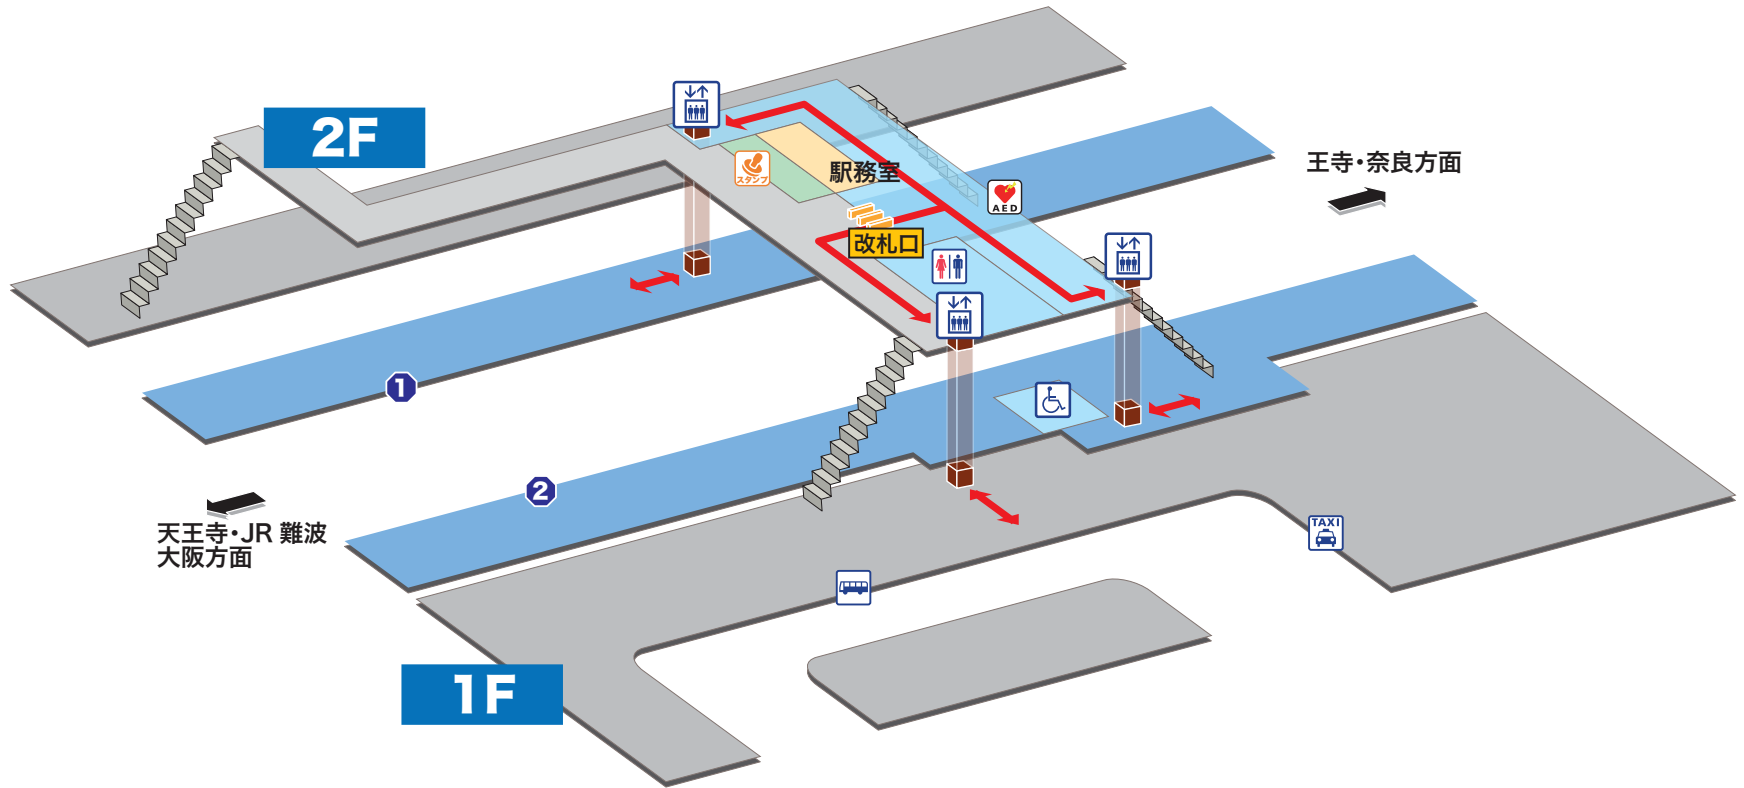 2F
スタンプ
駅務室
AED
王寺・奈良方面
改札口
1
2
天王寺・JR 難波
大阪方面
TAXI
1F